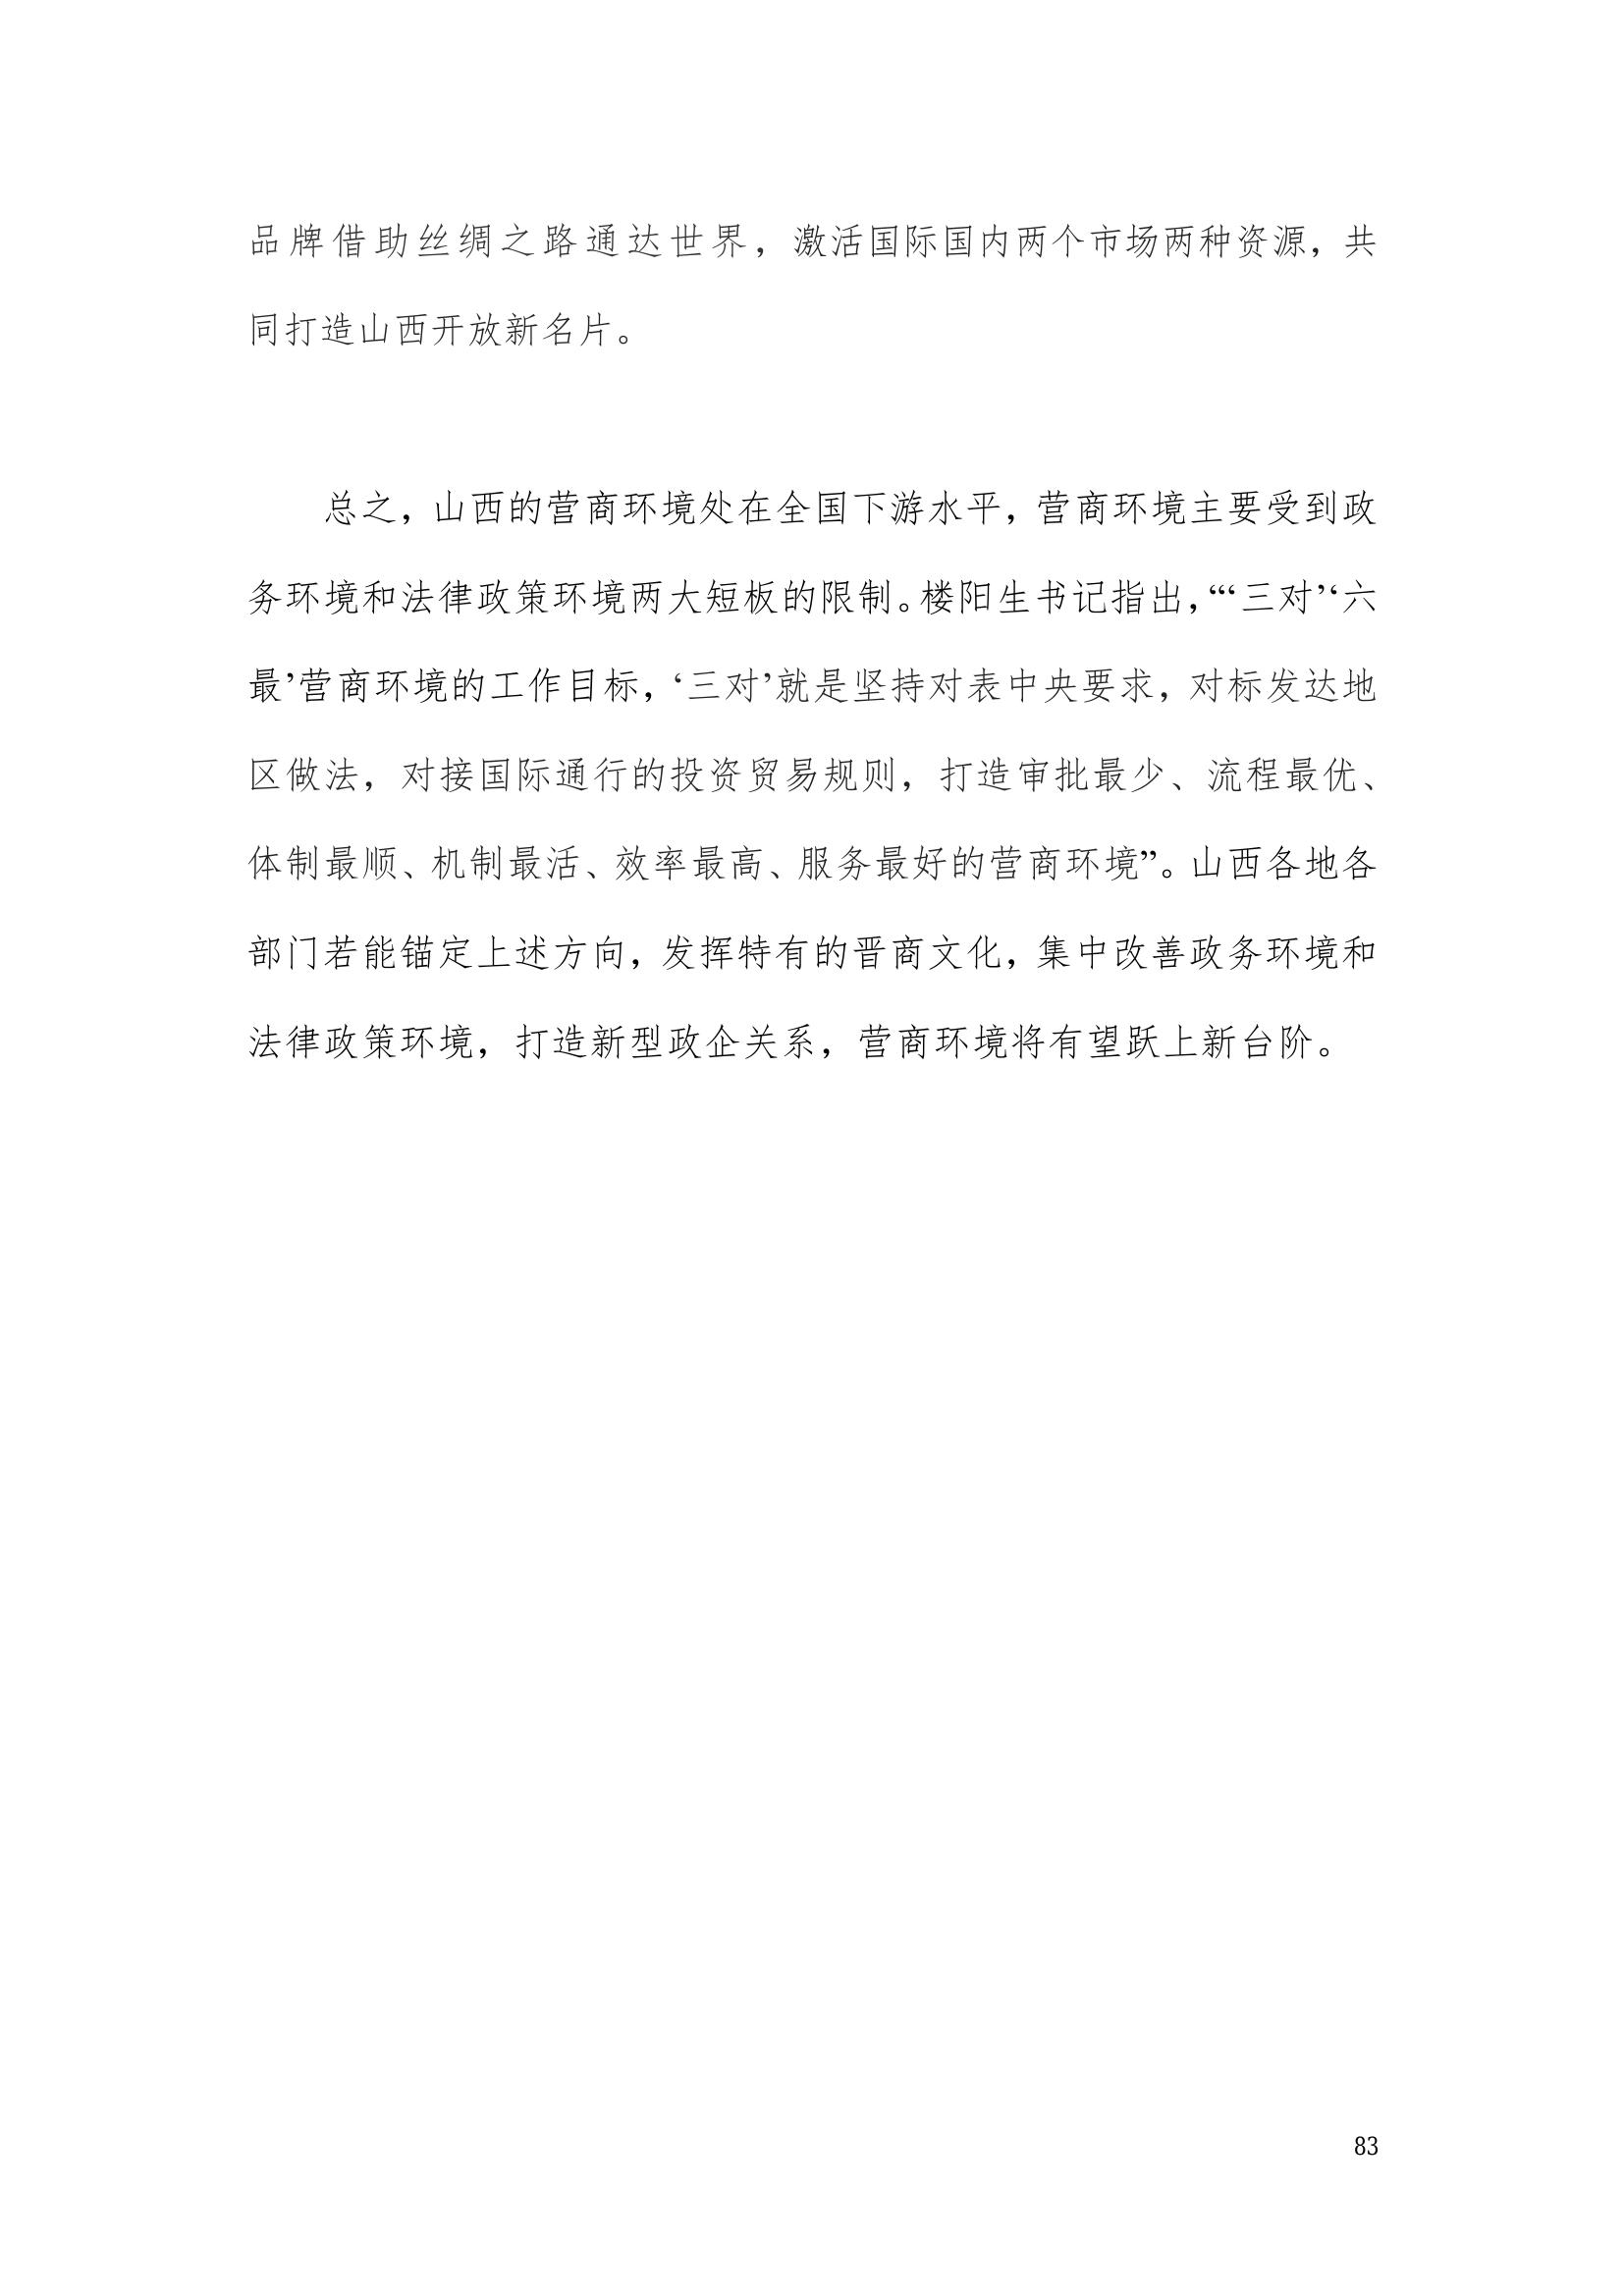 品牌借助丝绸之路通达世界，激活国际国内两个市场两种资源，共
同打造山西开放新名片。
总之，山西的营商环境处在全国下游水平，营商环境主要受到政
务环境和法律政策环境两大短板的限制。楼阳生书记指出，“‘三对’‘六
最’营商环境的工作目标，‘三对’就是坚持对表中央要求，对标发达地
区做法，对接国际通行的投资贸易规则，打造审批最少、流程最优、
体制最顺、机制最活、效率最高、服务最好的营商环境”。山西各地各
部门若能锚定上述方向，发挥特有的晋商文化，集中改善政务环境和
法律政策环境，打造新型政企关系，营商环境将有望跃上新台阶。
83